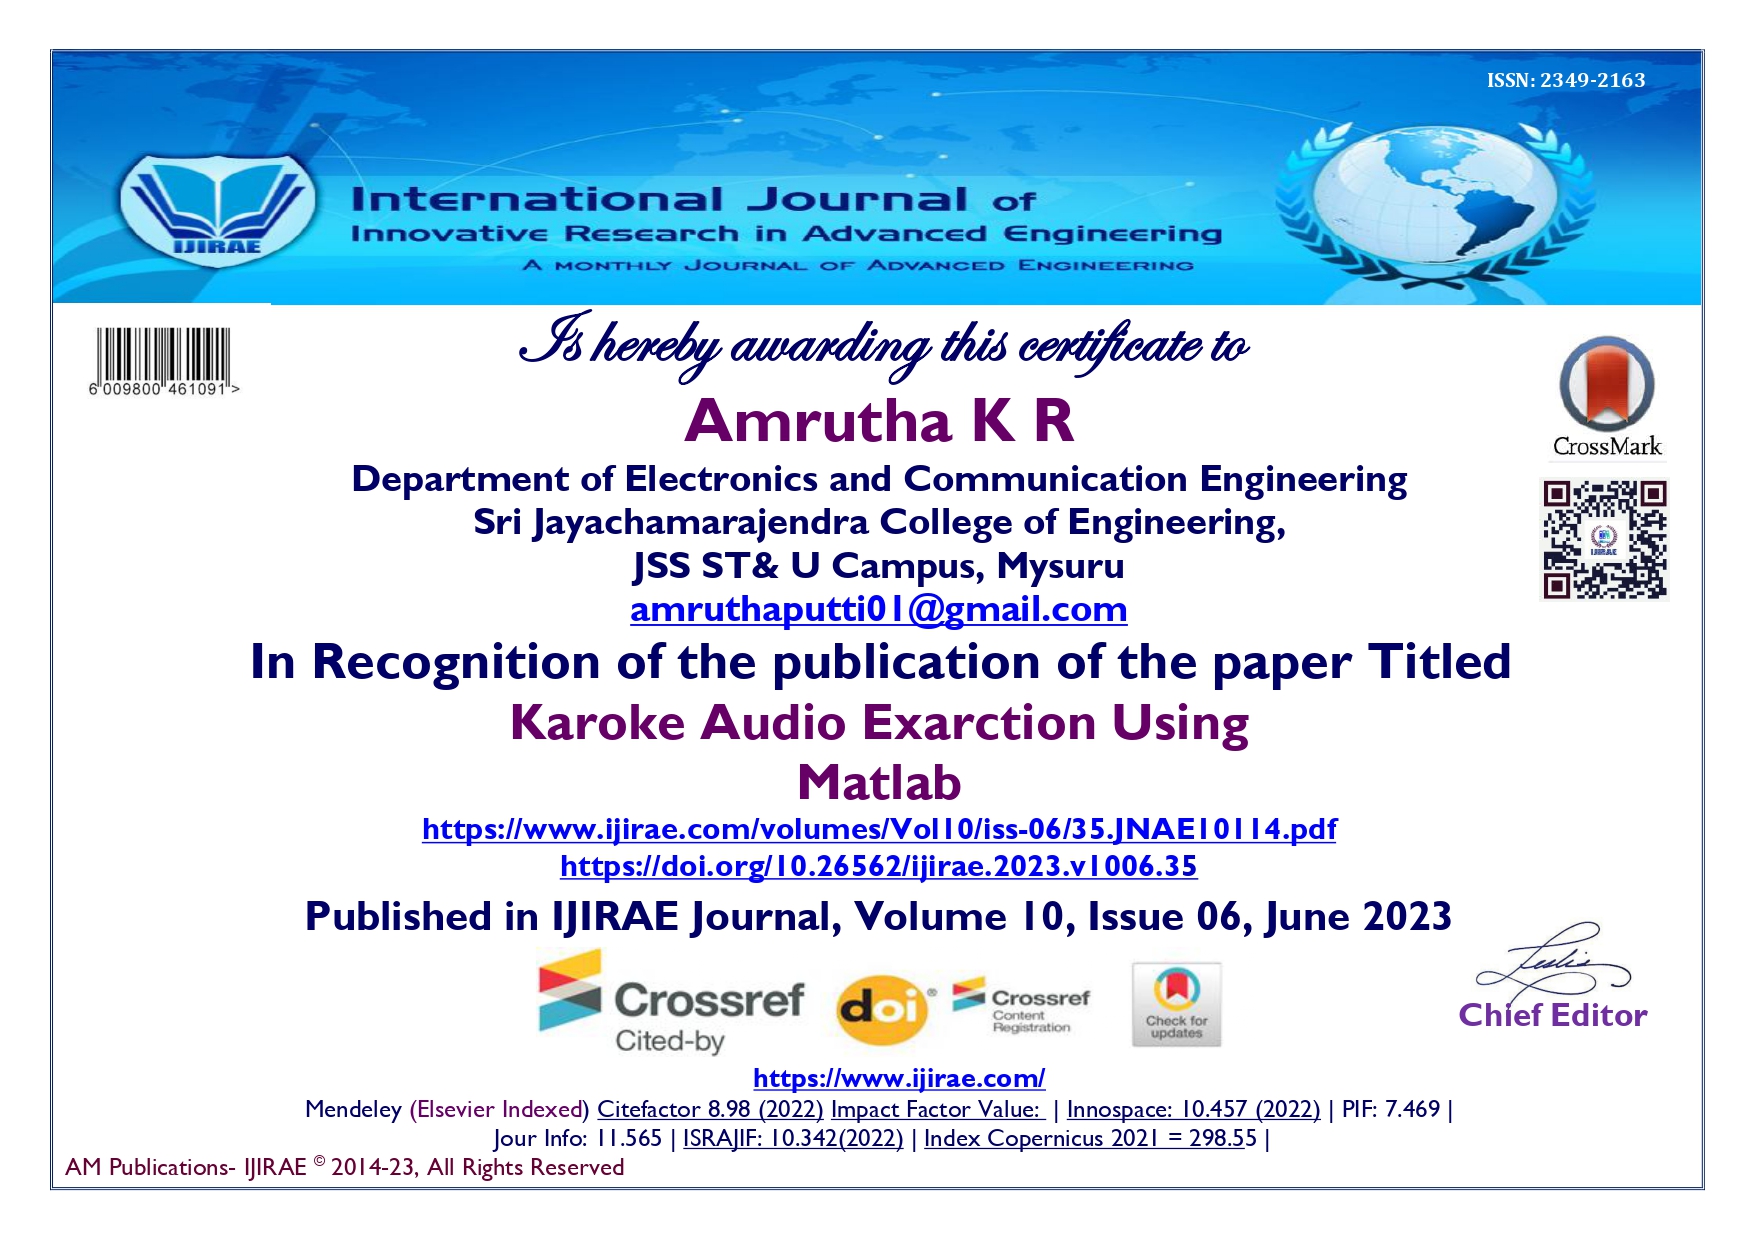 ISSN: 2349-2163
IJIRAE
International Journal of
Innovative Research in Advanced Engineering
A Monthly Journal of Advanced Engineering
Is hereby awarding this certificate to
6 009800 461091 >
Amrutha K R
CrossMark
Department of Electronics and Communication Engineering
Sri Jayachamarajendra College of Engineering,
JSS ST& U Campus, Mysuru
IJIRAE
amruthaputti01@gmail.com
In Recognition of the publication of the paper Titled
Karoke Audio Exarction Using
Matlab
https://www.ijirae.com/volumes/Vol10/iss-06/35.JNAE10114.pdf
https://doi.org/10.26562/ijirae.2023.v1006.35
Published in IJIRAE Journal, Volume 10, Issue 06, June 2023
Leslie
Chief Editor
Crossref
Cited-by
doi®
Crossref
Content
Registration
Check for
updates
https://www.ijirae.com/
Mendeley (Elsevier Indexed) Citefactor 8.98 (2022) Impact Factor Value: | Innospace: 10.457 (2022) | PIF: 7.469 |
Jour Info: 11.565 | ISRAJIF: 10.342(2022) | Index Copernicus 2021 = 298.55 |
AM Publications- IJIRAE © 2014-23, All Rights Reserved